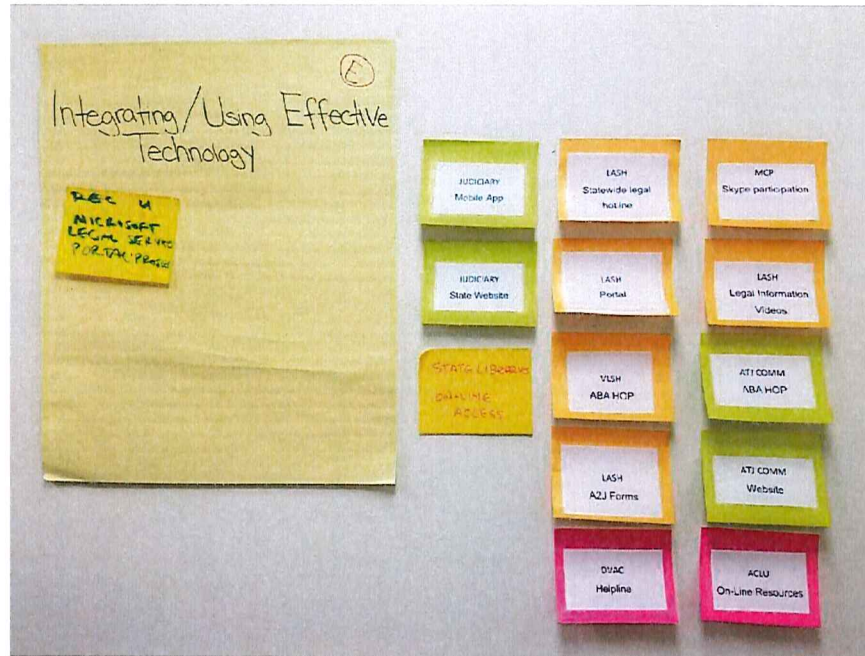 E
Integrating/Using Effective
Technology
REC 4
MICROSOFT
LEGAL SERVICE
PORTAL
JUDICIARY
Mobile App
JUDICIARY
State Website
STATE LIBRARIES
ON-LINE
ACCESS
LASH
Statewide legal
hotline
LASH
Portal
VLSH
ABA HOP
LASH
A2J Forms
DVAC
Helpline
MCP
Skype participation
LASH
Legal Information
Videos
ATJ COMM
ABA HOP
ATJ COMM
Website
ACLU
On-Line Resources